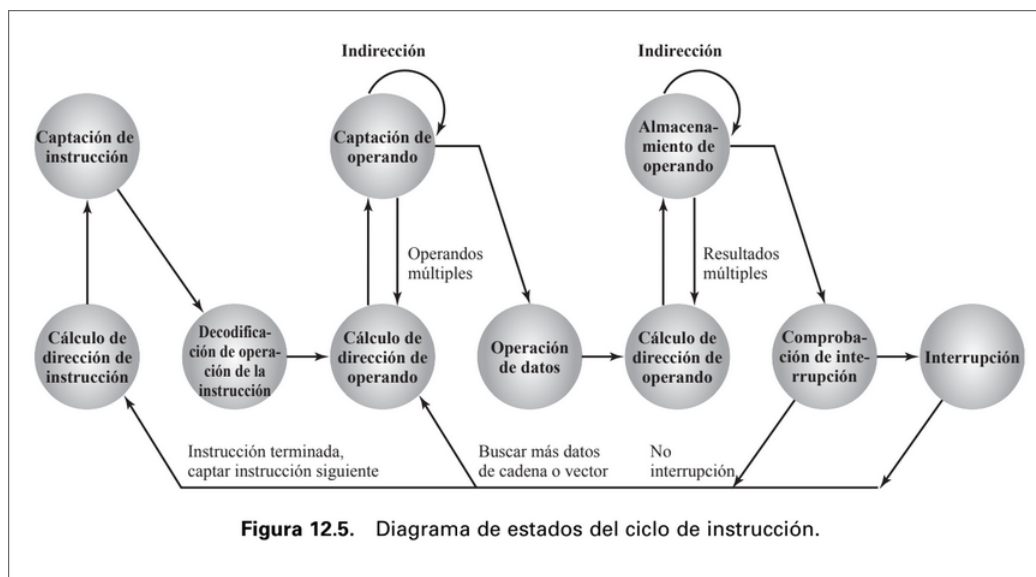 Indirección
Indirección
Captación de
instrucción
Captación de
operando
Almacena-
miento de
operando
Operandos
múltiples
Resultados
múltiples
Cálculo de
dirección de
instrucción
Decodifica-
ción de opera-
ción de la
instrucción
Cálculo de
dirección de
operando
Operación
de datos
Cálculo de
dirección de
operando
Comproba-
ción de inte-
rrupción
Interrupción
Instrucción terminada,
captar instrucción siguiente
Buscar más datos
de cadena o vector
No
interrupción
Figura 12.5. Diagrama de estados del ciclo de instrucción.